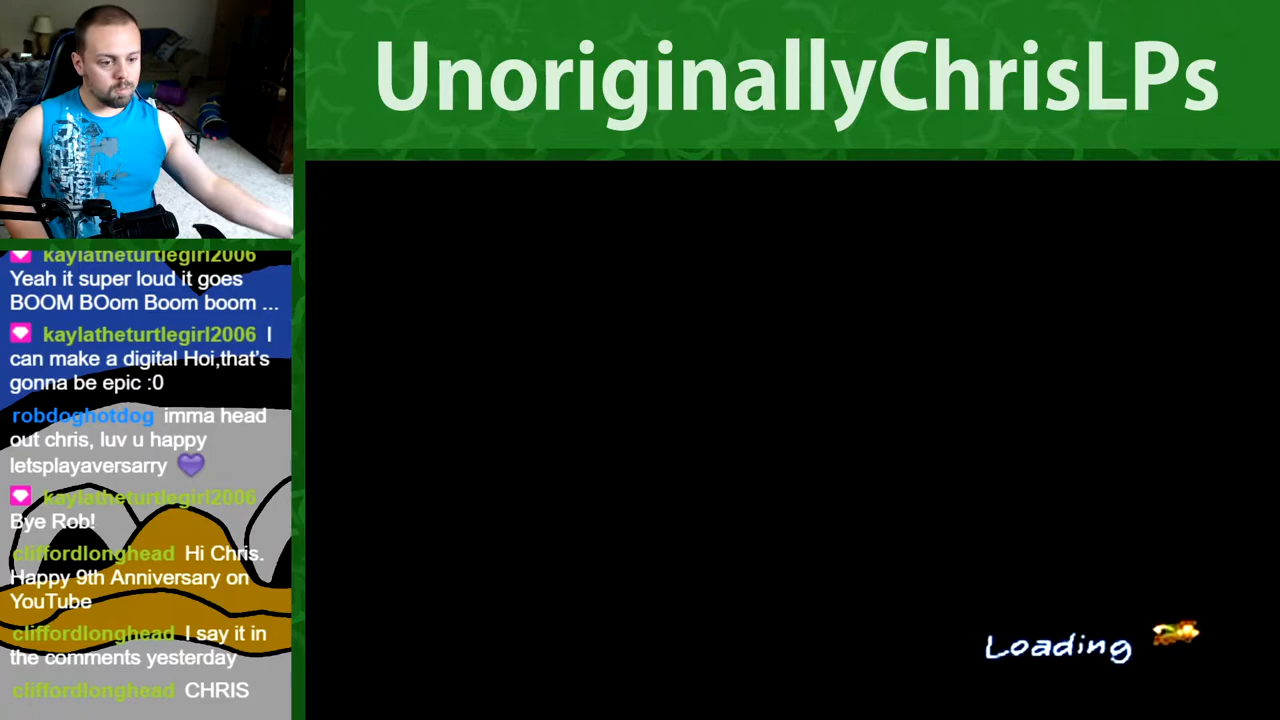 UnoriginallyChrisLPs
kaylatheturtlegirl2006
Yeah it super loud it goes
BOOM BOom Boom boom ...
kaylatheturtlegirl2006 I
can make a digital Hoi,that's
gonna be epic :0
robdoghotdog imma head
out chris, luv u happy
letsplayaversarry
kaylatheturtlegirl2006
Bye Rob!
cliffordlonghead Hi Chris.
Happy 9th Anniversary on
YouTube
cliffordlonghead I say it in
the comments yesterday
cliffordlonghead CHRIS
Loading